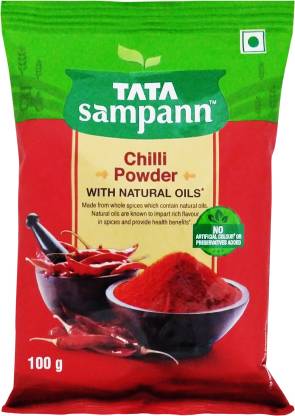 TATA
sampann™
Chilli
Powder
WITH NATURAL OILS*
Made from whole spices which contain natural oils.
Natural oils are known to impart rich flavour
in spices and provide health benefits*.
NO
ARTIFICIAL COLOUR# OR
PRESERVATIVES ADDED
100 g